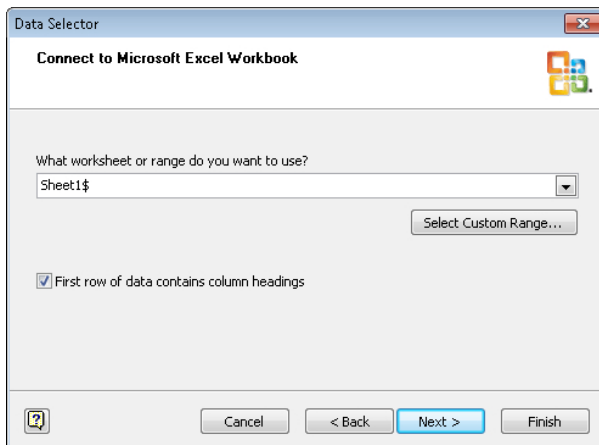 Data Selector
Connect to Microsoft Excel Workbook
What worksheet or range do you want to use?
Sheet1$
Select Custom Range...
First row of data contains column headings
Cancel
< Back
Next >
Finish